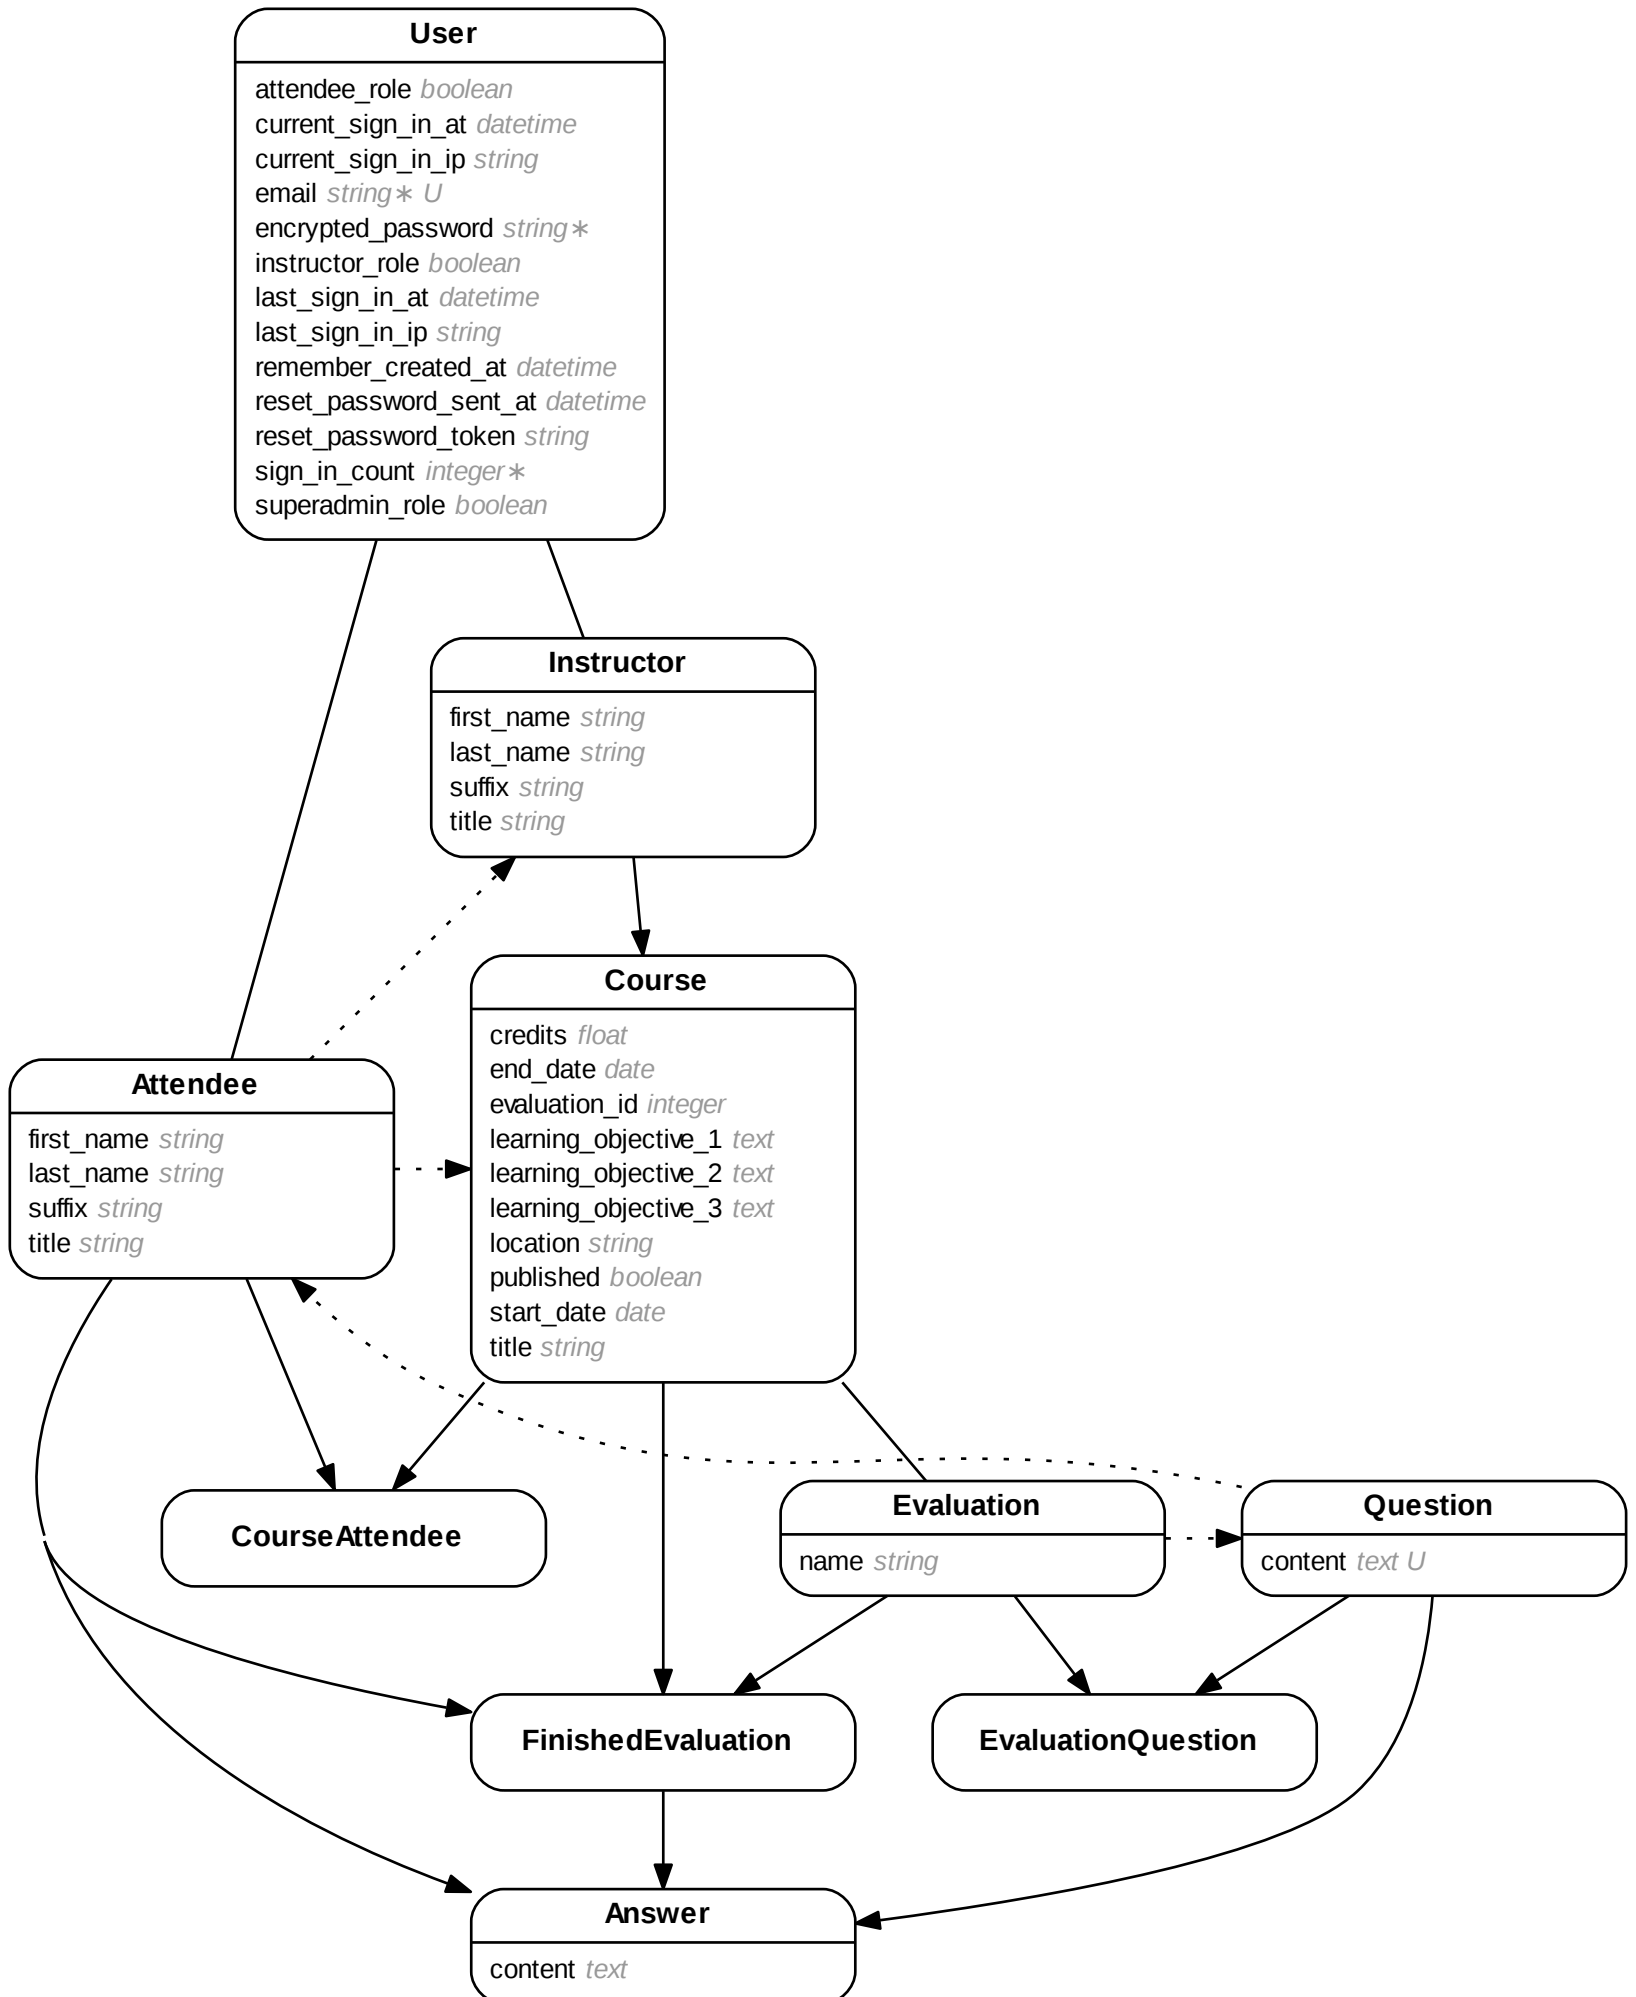 User
attendee_role boolean
current_sign_in_at datetime
current_sign_in_ip string
email string∗ U
encrypted_password string∗
instructor_role boolean
last_sign_in_at datetime
last_sign_in_ip string
remember_created_at datetime
reset_password_sent_at datetime
reset_password_token string
sign_in_count integer∗
superadmin_role boolean
Instructor
first_name string
last_name string
suffix string
title string
Course
credits float
end_date date
evaluation_id integer
learning_objective_1 text
learning_objective_2 text
learning_objective_3 text
location string
published boolean
start_date date
title string
Attendee
first_name string
last_name string
suffix string
title string
CourseAttendee
Evaluation
name string
Question
content text U
FinishedEvaluation
EvaluationQuestion
Answer
content text